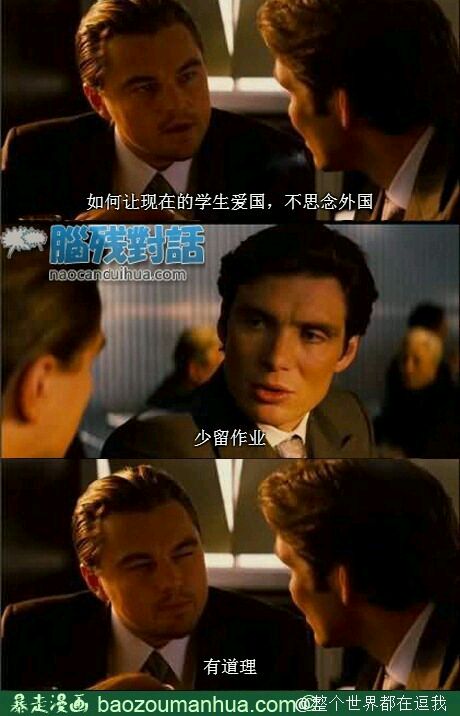 如何让现在的学生爱国，不思念外国
腦残對話
naocanduihua.com
少留作业
有道理
暴走漫画 baozoumanhua.com @整个世界都在逗我